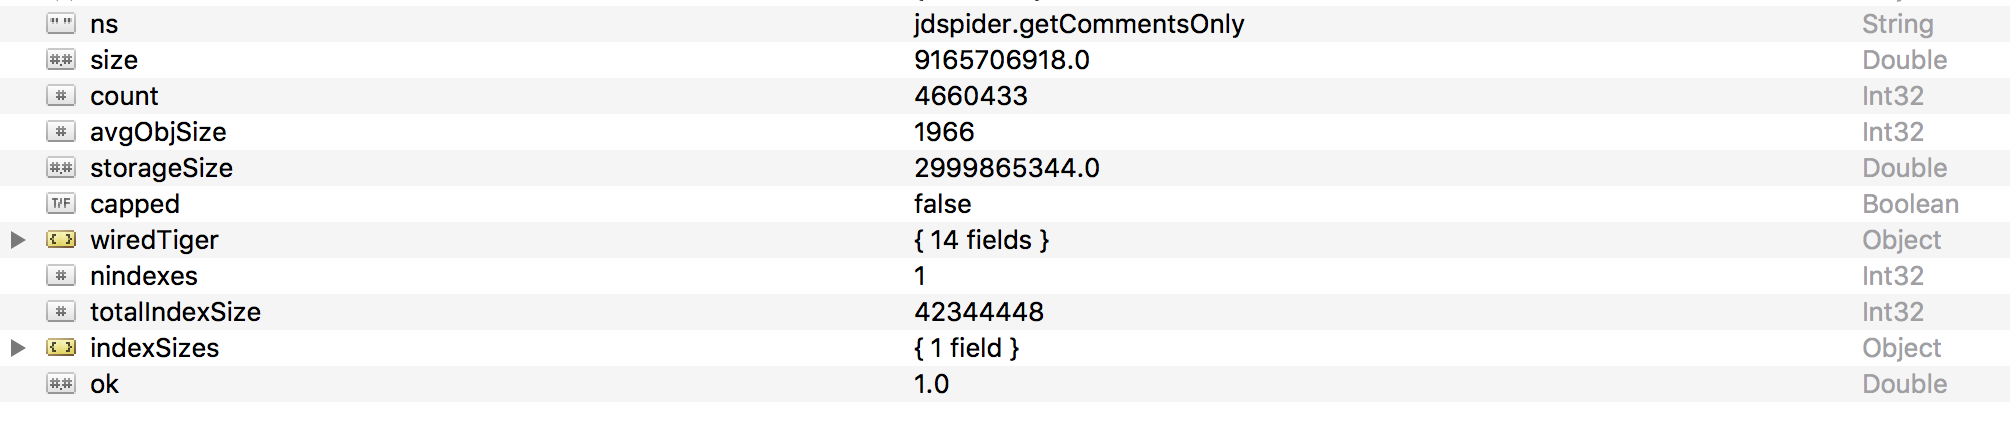 ns jdspider.getCommentsOnly String
size 9165706918.0 Double
count 4660433 Int32
avgObjSize 1966 Int32
storageSize 2999865344.0 Double
capped false Boolean
wiredTiger { 14 fields } Object
nindexes 1 Int32
totalIndexSize 42344448 Int32
indexSizes { 1 field } Object
ok 1.0 Double